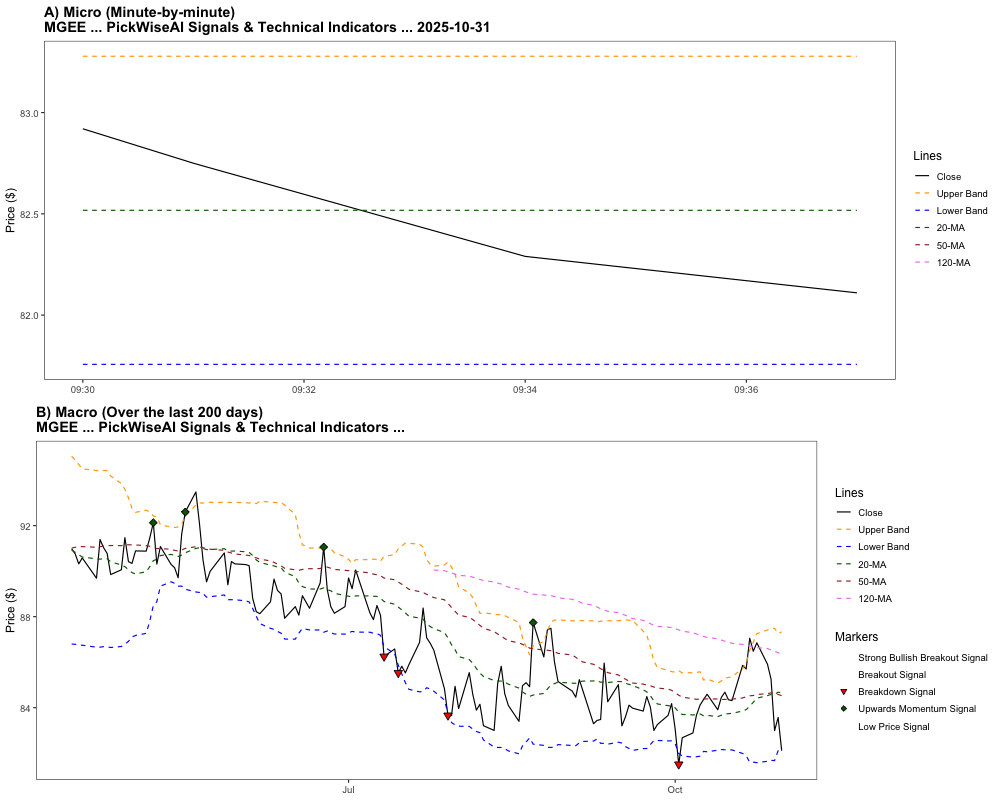 A) Micro (Minute-by-minute)
MGEE ... PickWiseAI Signals & Technical Indicators ... 2025-10-31
Price ($)
83.0
82.5
82.0
09:30
09:32
09:34
09:36
Lines
Close
Upper Band
Lower Band
20-MA
50-MA
120-MA
B) Macro (Over the last 200 days)
MGEE ... PickWiseAI Signals & Technical Indicators ...
Price ($)
92
88
84
Jul
Oct
Lines
Close
Upper Band
Lower Band
20-MA
50-MA
120-MA
Markers
Strong Bullish Breakout Signal
Breakout Signal
Breakdown Signal
Upwards Momentum Signal
Low Price Signal